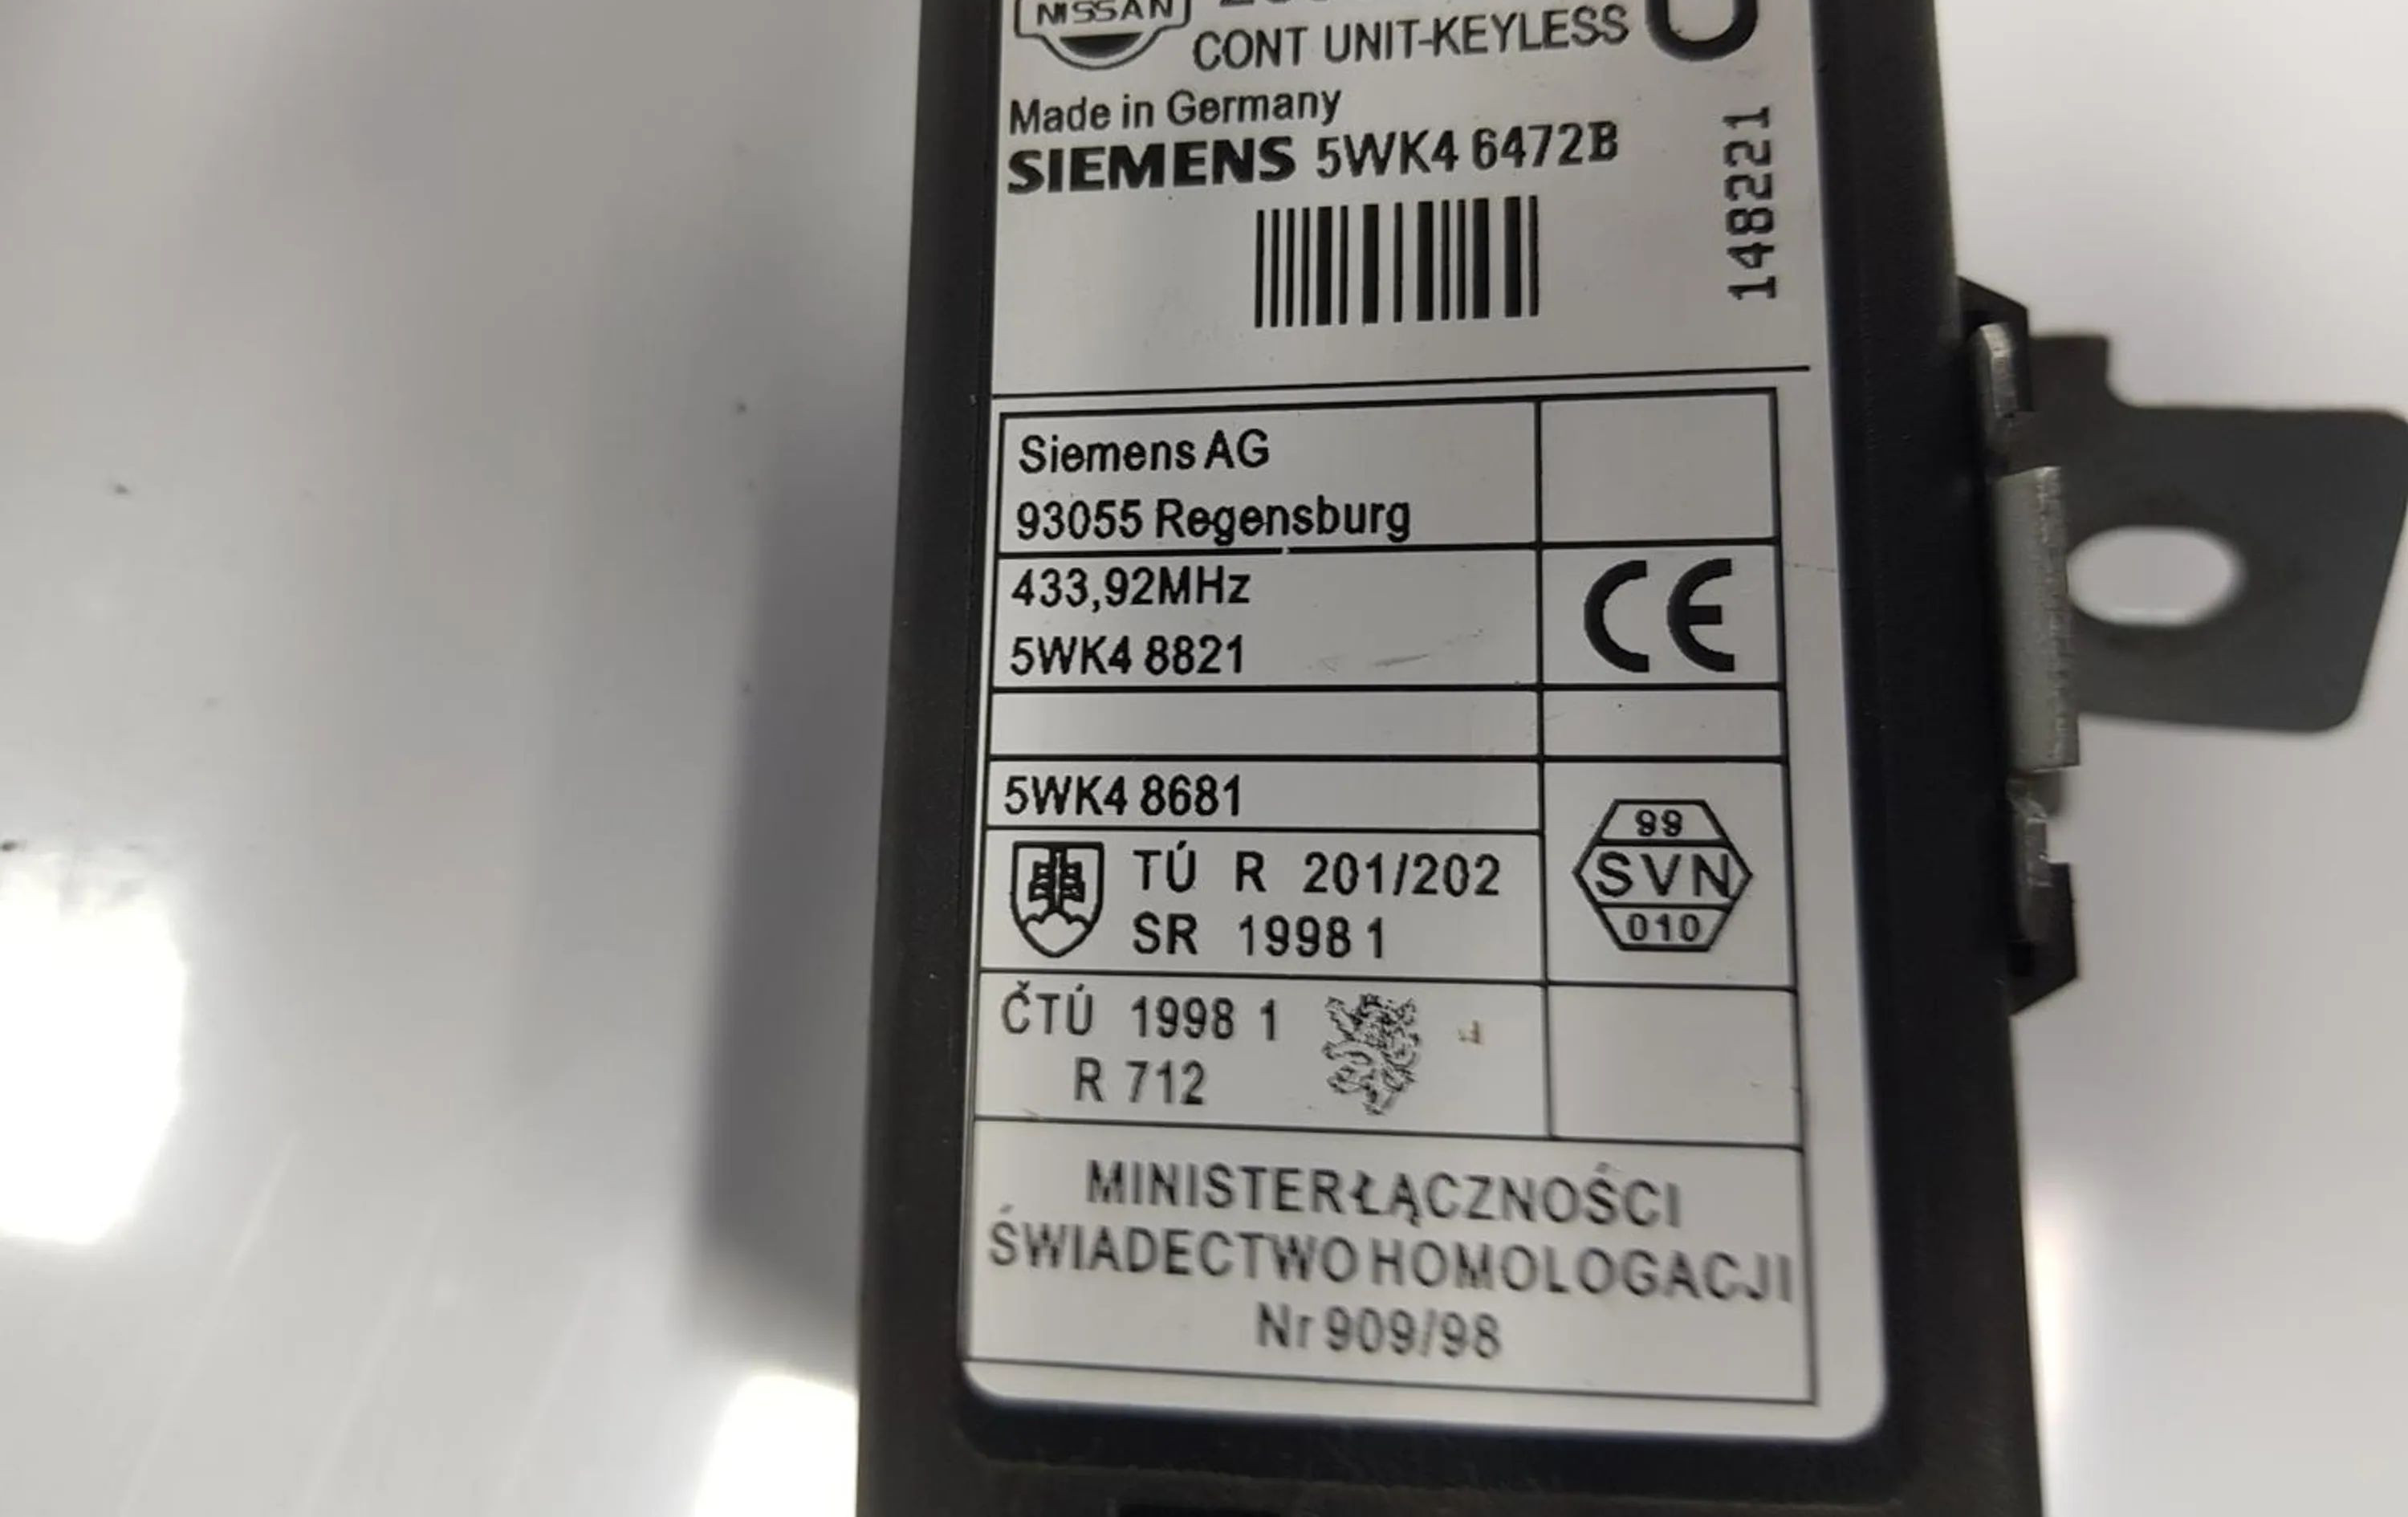 NISSAN
CONT UNIT-KEYLESS
Made in Germany
SIEMENS 5WK4 6472B
148221
Siemens AG
93055 Regensburg
433,92MHz
5WK4 8821
CE
5WK4 8681
TÚ R 201/202
SR 1998 1
99
SVN
010
ČTÚ 1998 1
R 712
MINISTER ŁĄCZNOŚCI
ŚWIADECTWO HOMOLOGACJI
Nr 909/98